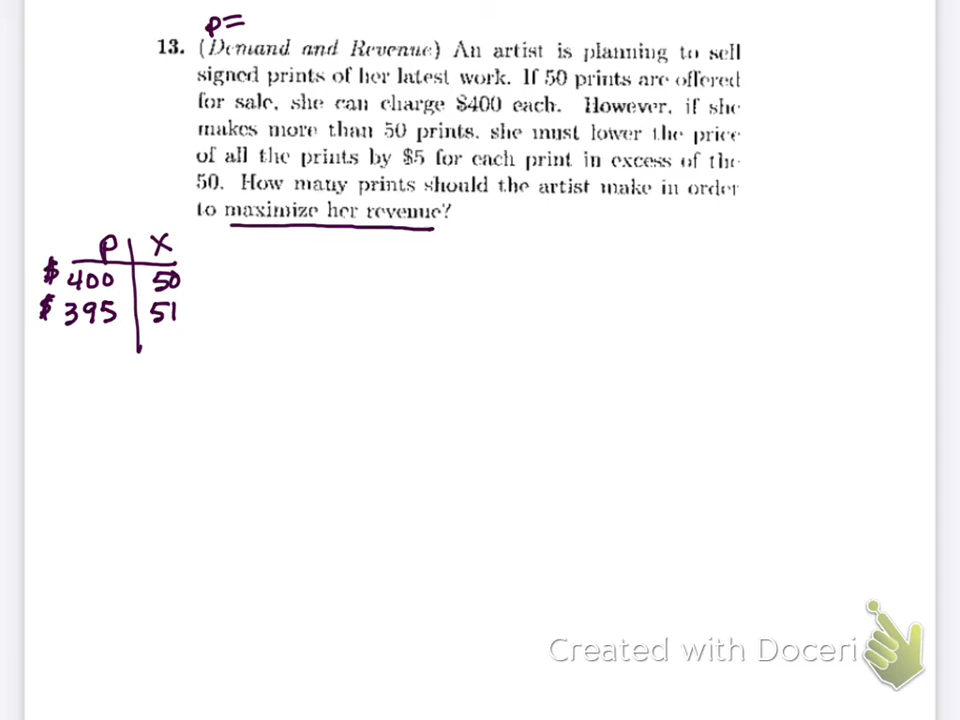 p=
13. (Demand and Revenue) An artist is planning to sell
signed prints of her latest work. If 50 prints are offered
for sale, she can charge $400 each. However, if she
makes more than 50 prints, she must lower the price
of all the prints by $5 for each print in excess of the
50. How many prints should the artist make in order
to maximize her revenue?
P X
$ 400 50
$ 395 51
Created with Doceri